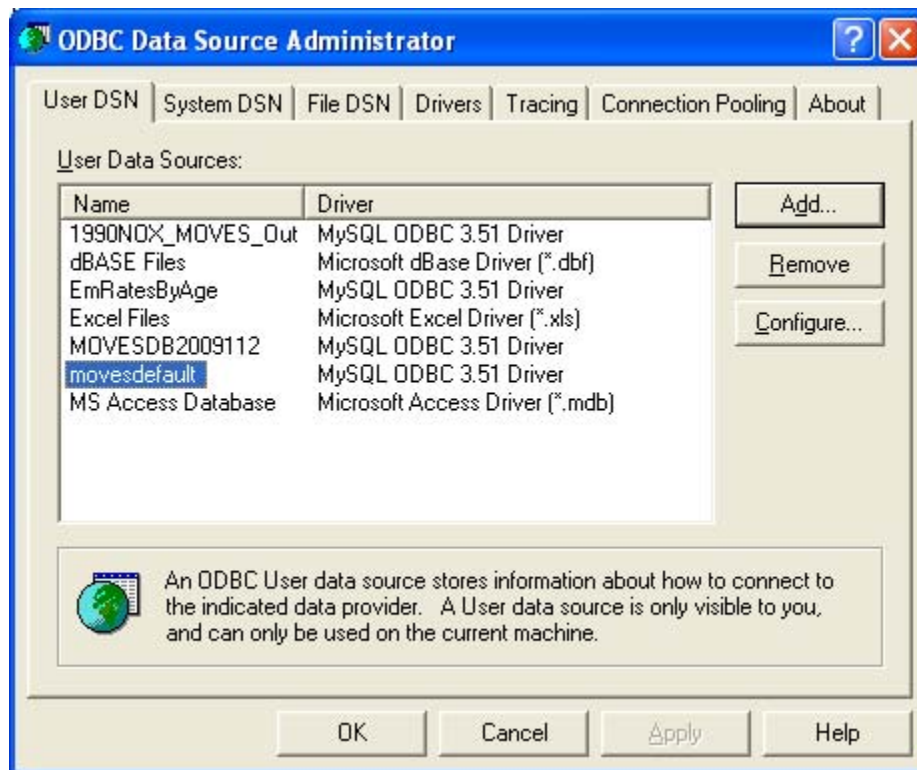 ODBC Data Source Administrator
User DSN System DSN File DSN Drivers Tracing Connection Pooling About
User Data Sources:
Name Driver
1990NOX_MOVES_Out MySQL ODBC 3.51 Driver
dBASE Files Microsoft dBase Driver (*.dbf)
EmRatesByAge MySQL ODBC 3.51 Driver
Excel Files Microsoft Excel Driver (*.xls)
MOVESDB2009112 MySQL ODBC 3.51 Driver
movesdefault MySQL ODBC 3.51 Driver
MS Access Database Microsoft Access Driver (*.mdb)
Add...
Remove
Configure...
An ODBC User data source stores information about how to connect to
the indicated data provider. A User data source is only visible to you,
and can only be used on the current machine.
OK Cancel Apply Help